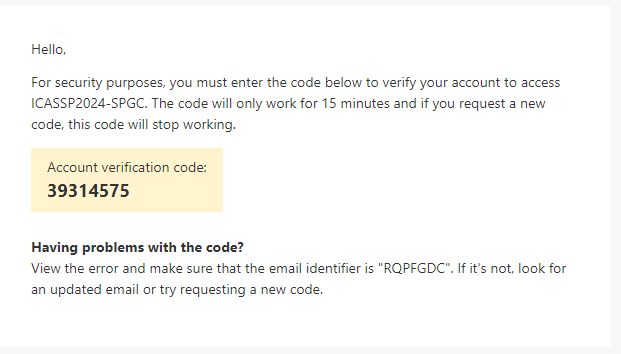 Hello,
For security purposes, you must enter the code below to verify your account to access
ICASSP2024-SPGC. The code will only work for 15 minutes and if you request a new
code, this code will stop working.
Account verification code:
39314575
Having problems with the code?
View the error and make sure that the email identifier is "RQPFGDC". If it's not, look for
an updated email or try requesting a new code.